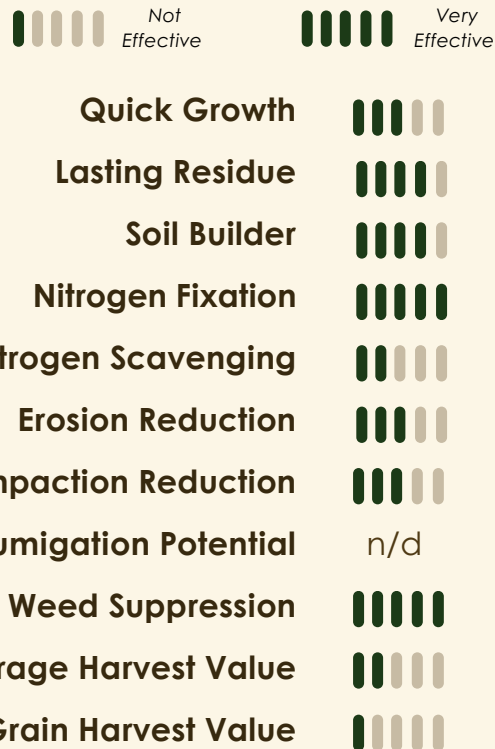 Not
Effective
Very
Effective
Quick Growth
Lasting Residue
Soil Builder
Nitrogen Fixation
trogen Scavenging
Erosion Reduction
npaction Reduction
umigation Potential n/d
Weed Suppression
rage Harvest Value
Grain Harvest Value